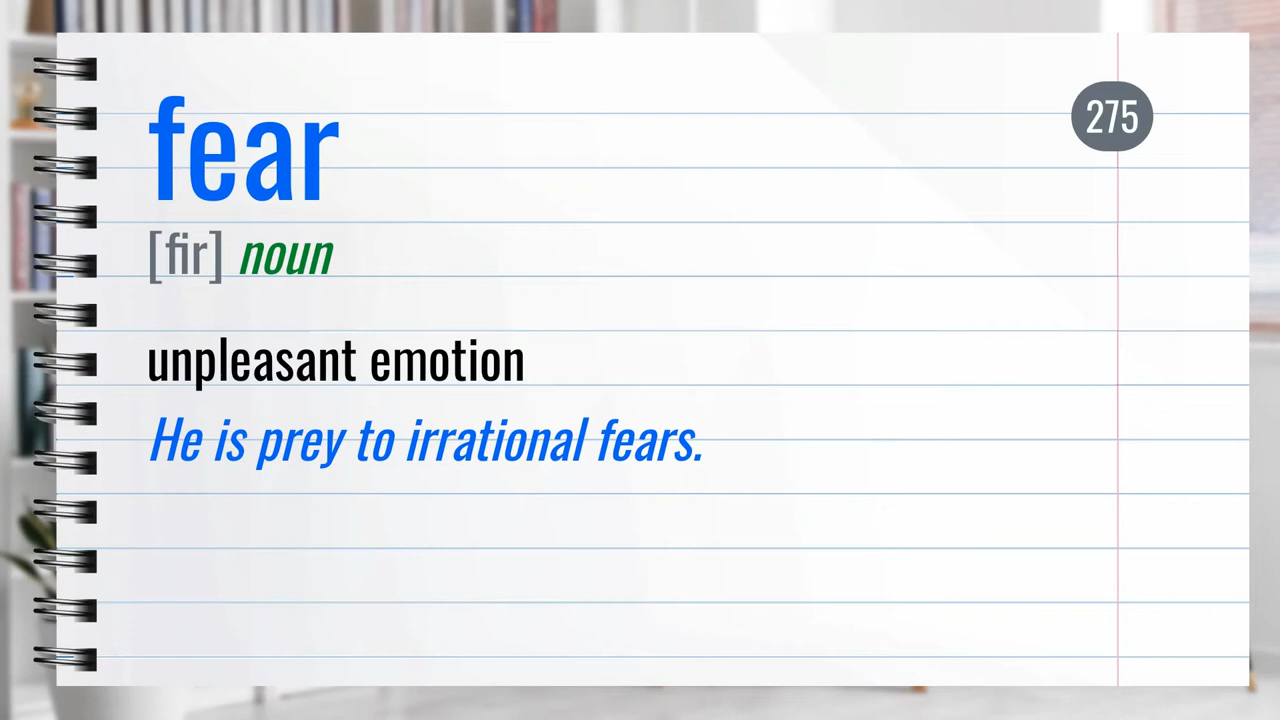 fear
275
[fir] noun
unpleasant emotion
He is prey to irrational fears.